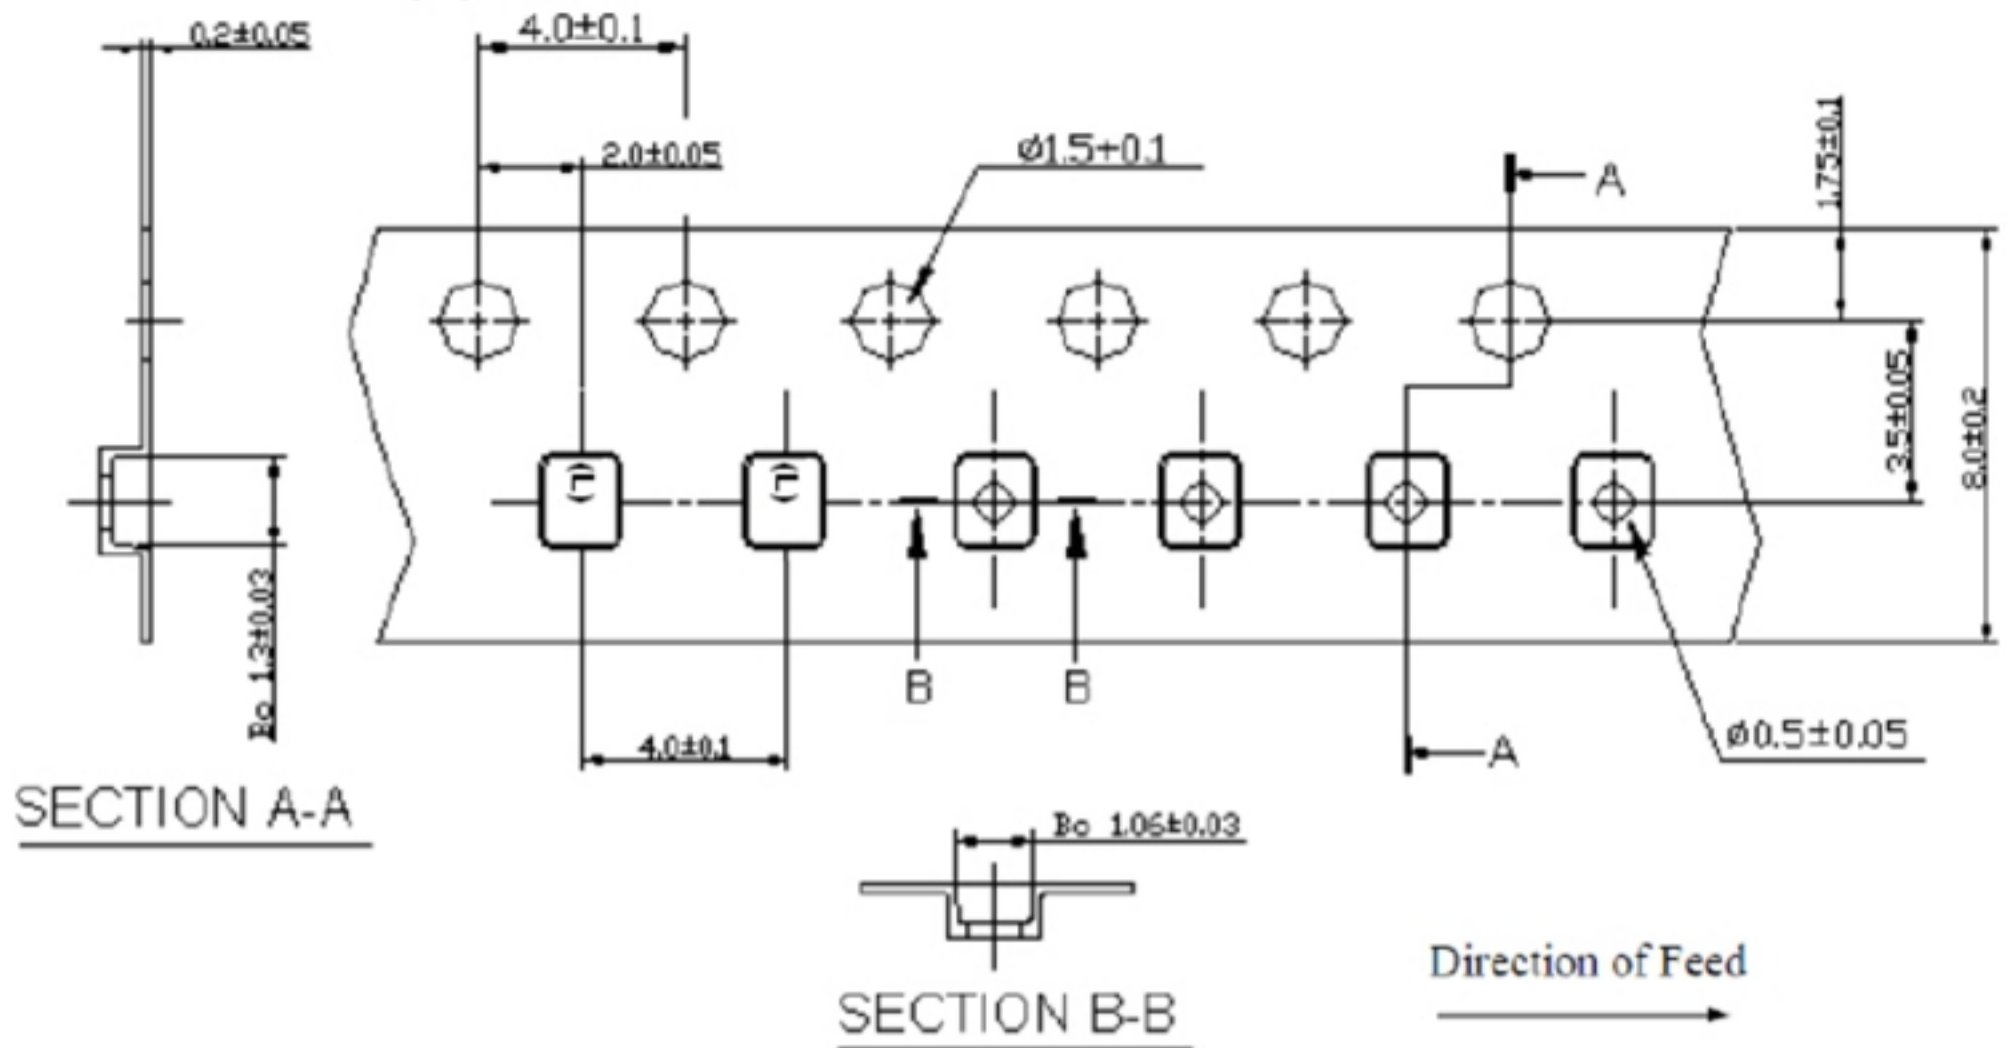 0.2±0.05
4.0±0.1
2.0±0.05
Ø1.5+0.1
A
1.75±0.1
3.5±0.05
8.0±0.2
(L)
(L)
Bo 1.3±0.03
B
B
4.0±0.1
A
Ø0.5±0.05
SECTION A-A
Bo 1.06±0.03
SECTION B-B
Direction of Feed